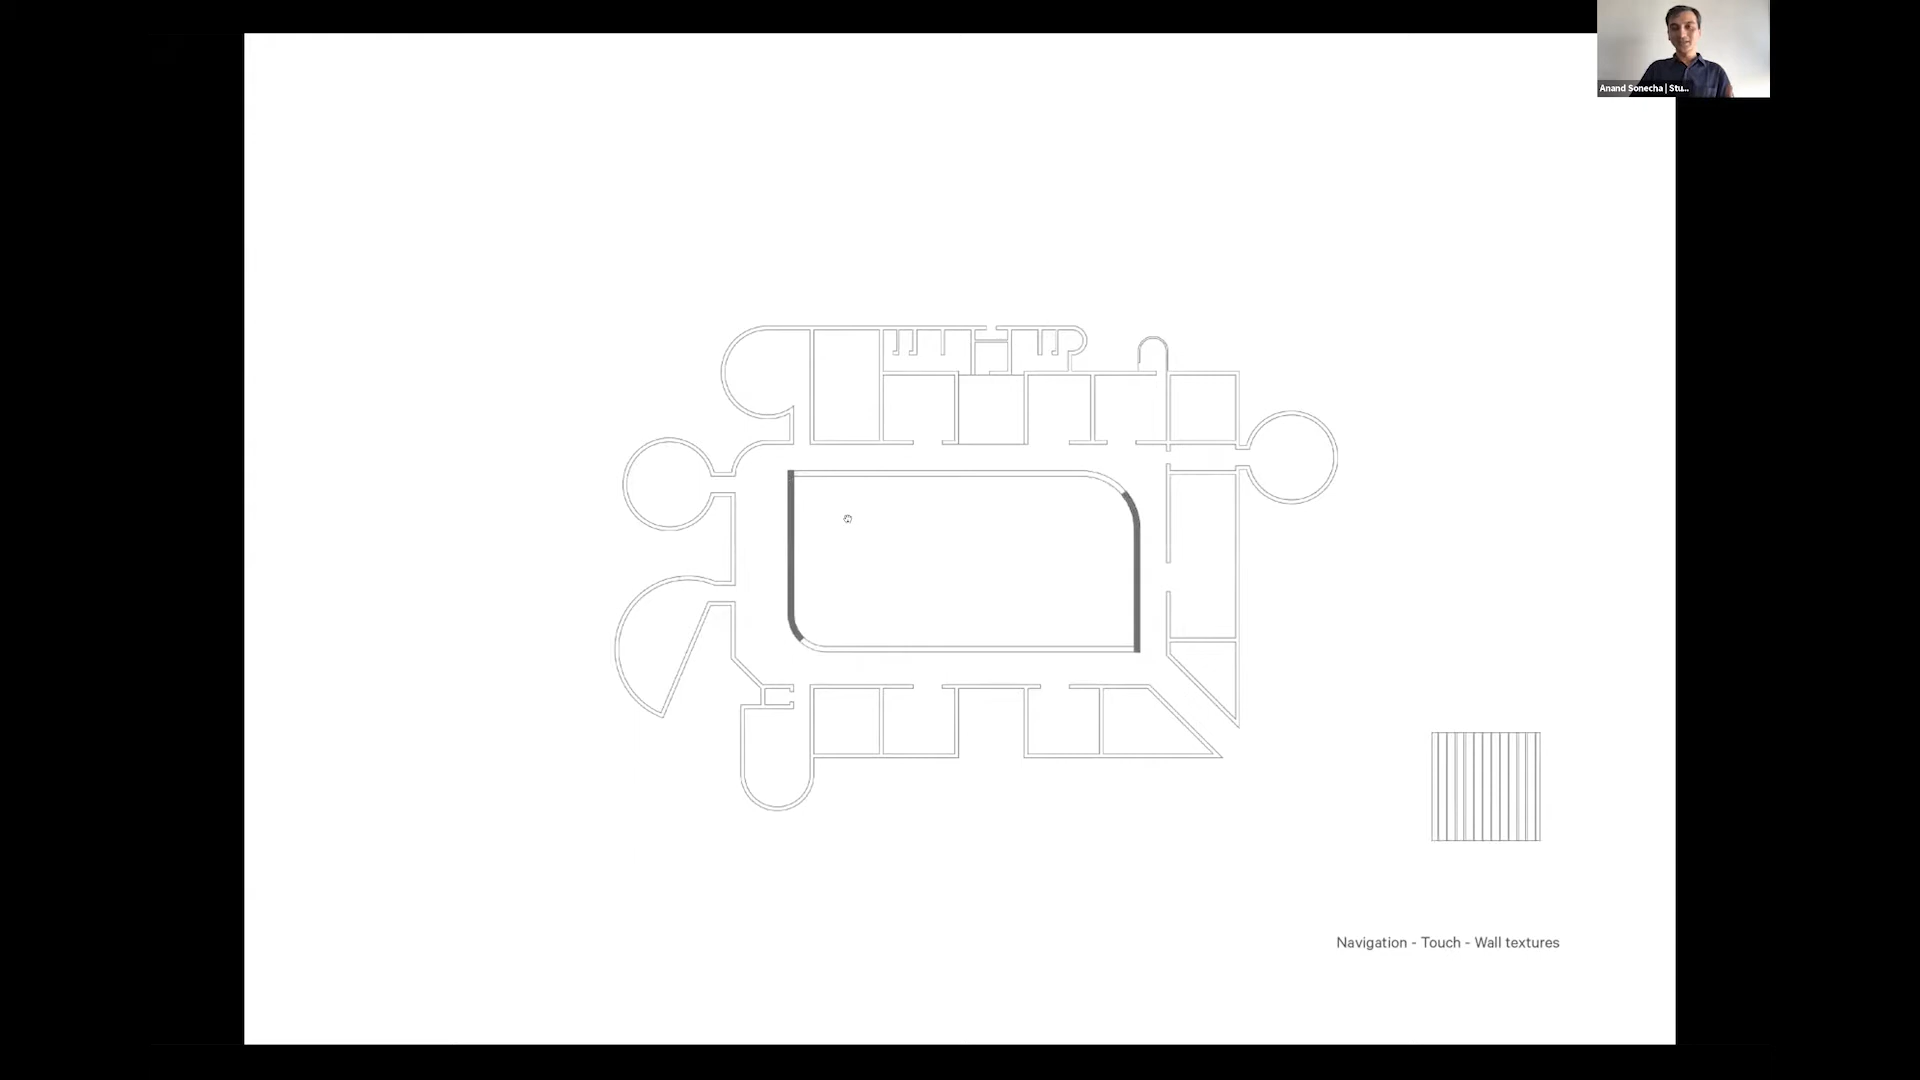 Anand Sonecha | Stu...
Navigation - Touch - Wall textures